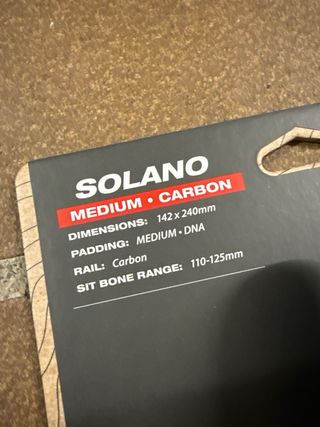 SOLANO
MEDIUM • CARBON
DIMENSIONS: 142 x 240mm
PADDING: MEDIUM • DNA
RAIL: Carbon
SIT BONE RANGE: 110-125mm